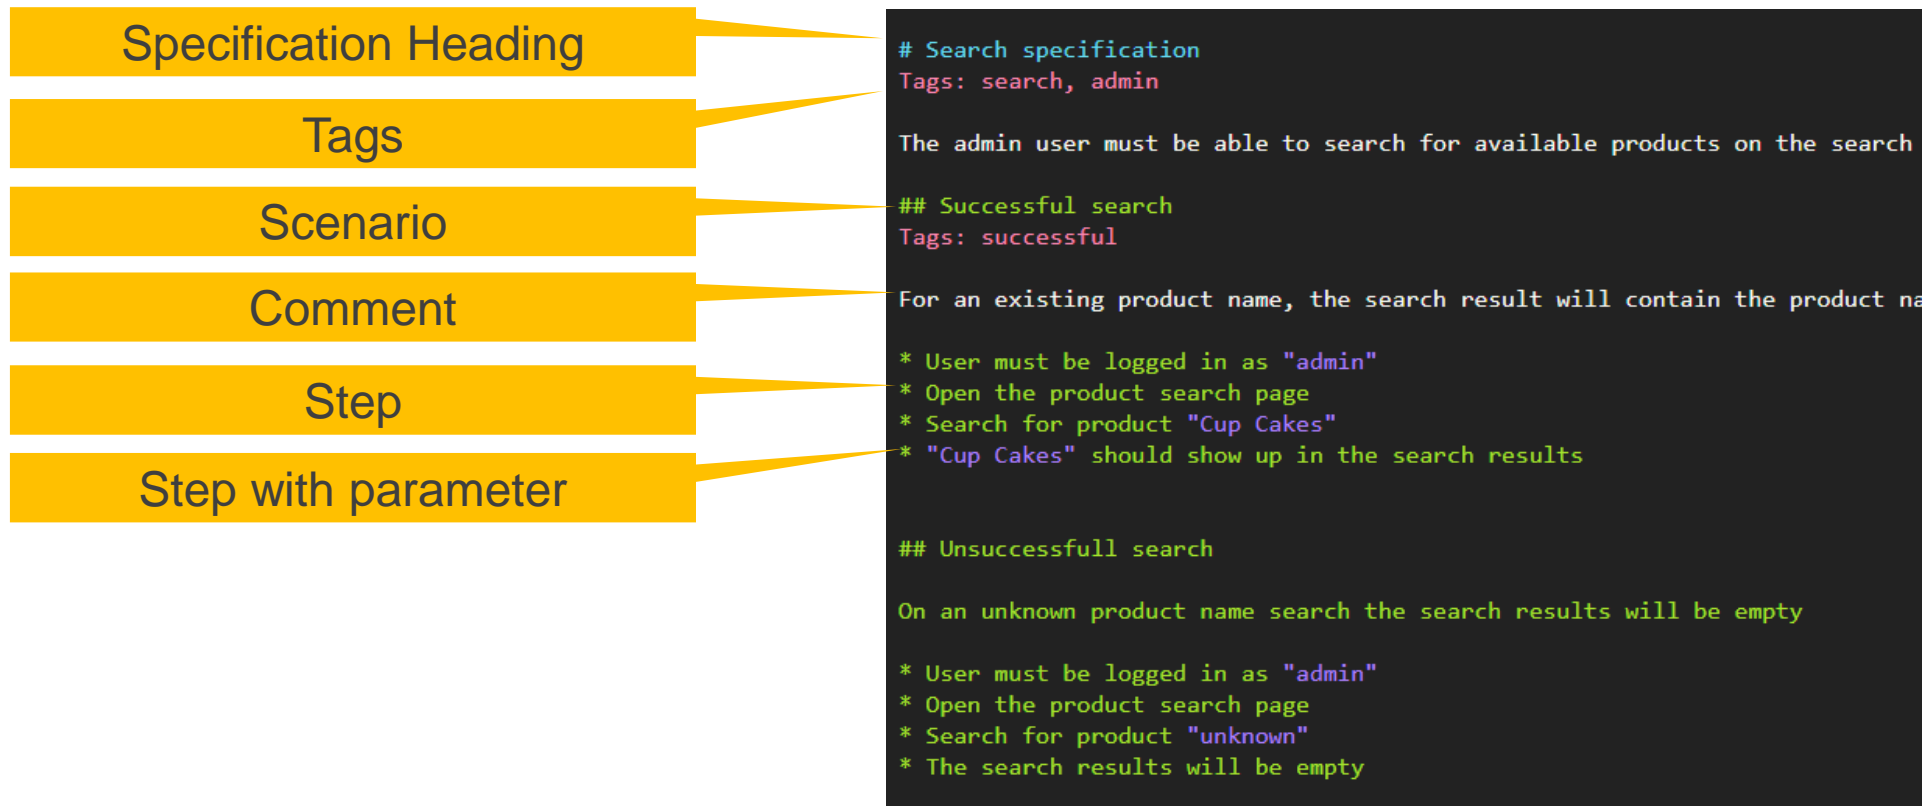 Specification Heading
Tags
Scenario
Comment
Step
Step with parameter
# Search specification
Tags: search, admin
The admin user must be able to search for available products on the search
## Successful search
Tags: successful
For an existing product name, the search result will contain the product na
* User must be logged in as "admin"
* Open the product search page
* Search for product "Cup Cakes"
* "Cup Cakes" should show up in the search results
## Unsuccessfull search
On an unknown product name search the search results will be empty
* User must be logged in as "admin"
* Open the product search page
* Search for product "unknown"
* The search results will be empty